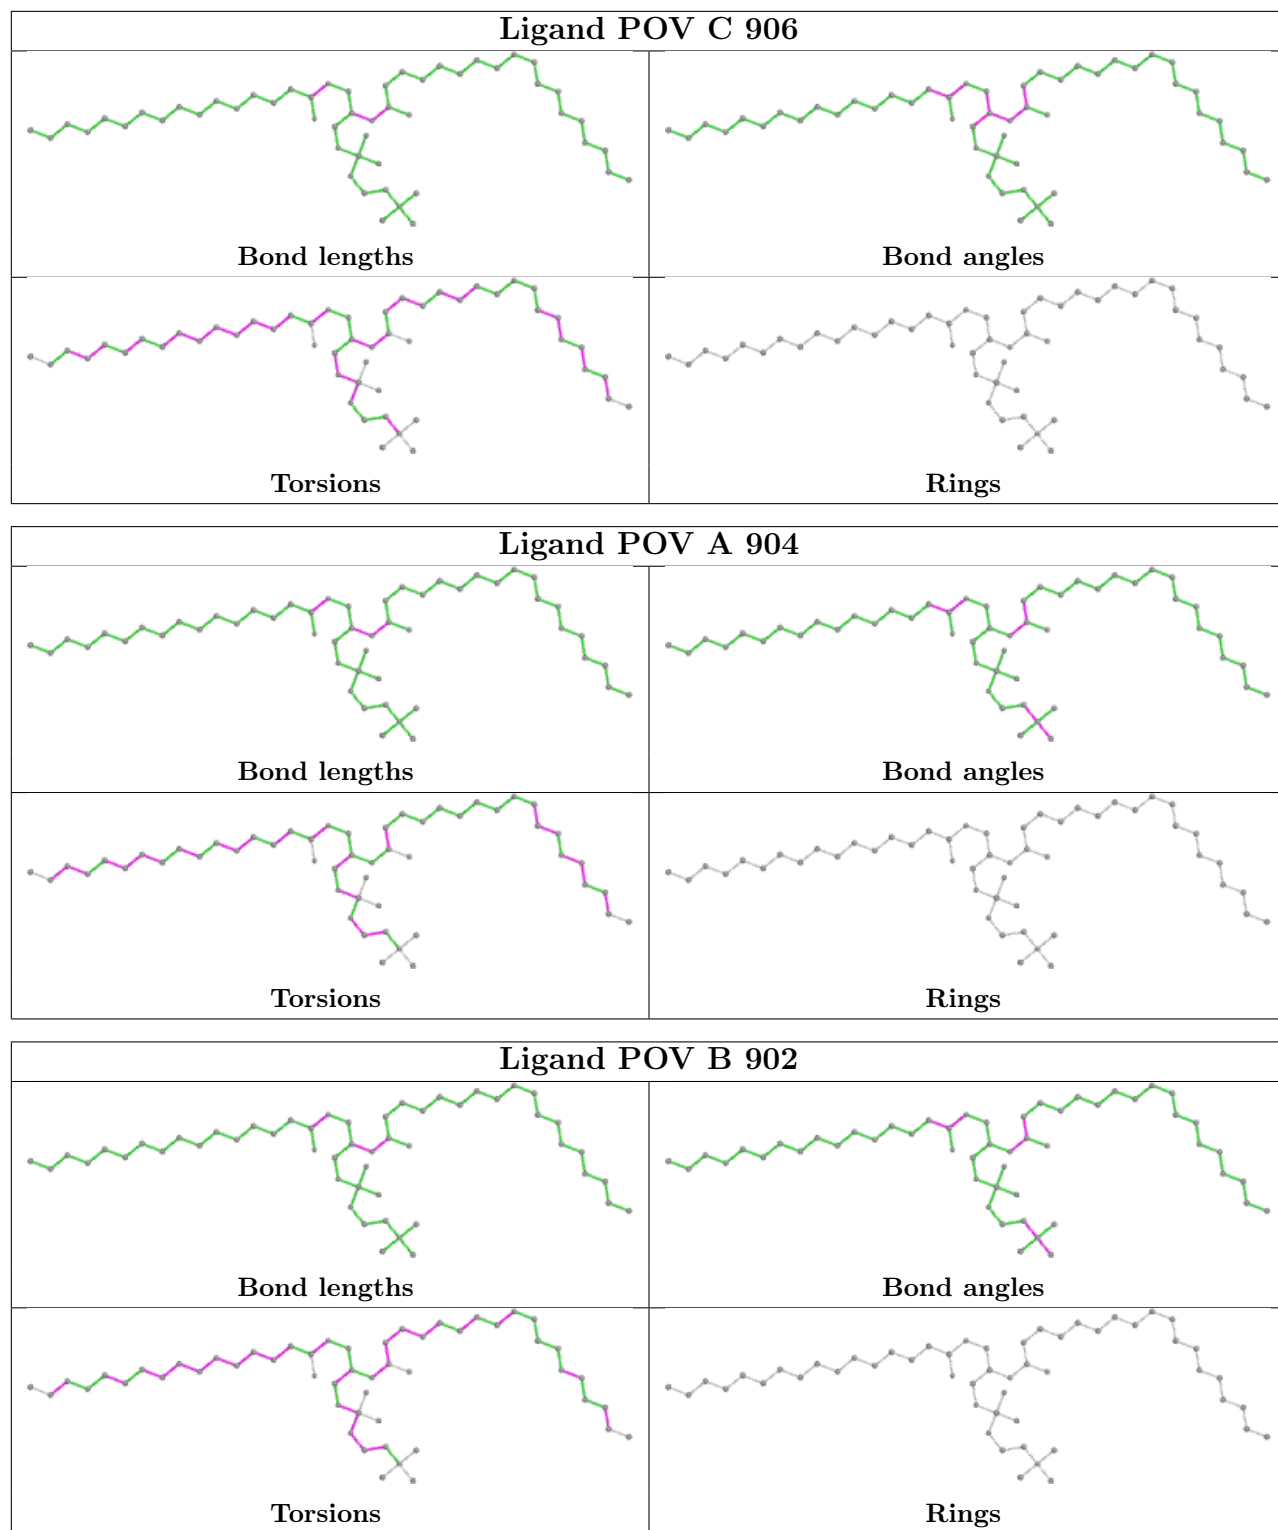 Ligand POV C 906
Bond lengths
Bond angles
Torsions
Rings
Ligand POV A 904
Bond lengths
Bond angles
Torsions
Rings
Ligand POV B 902
Bond lengths
Bond angles
Torsions
Rings